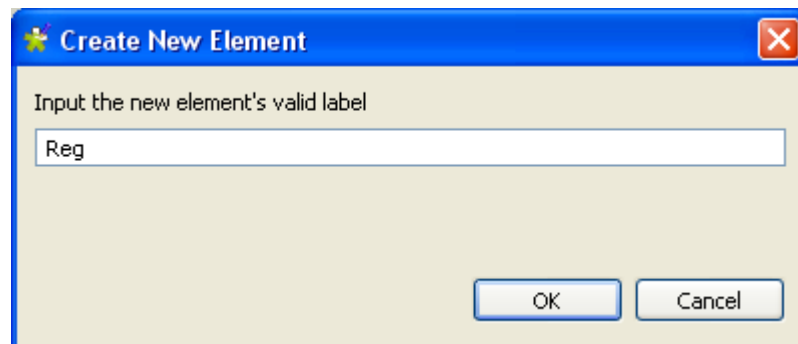 Create New Element
Input the new element's valid label
Reg
OK Cancel